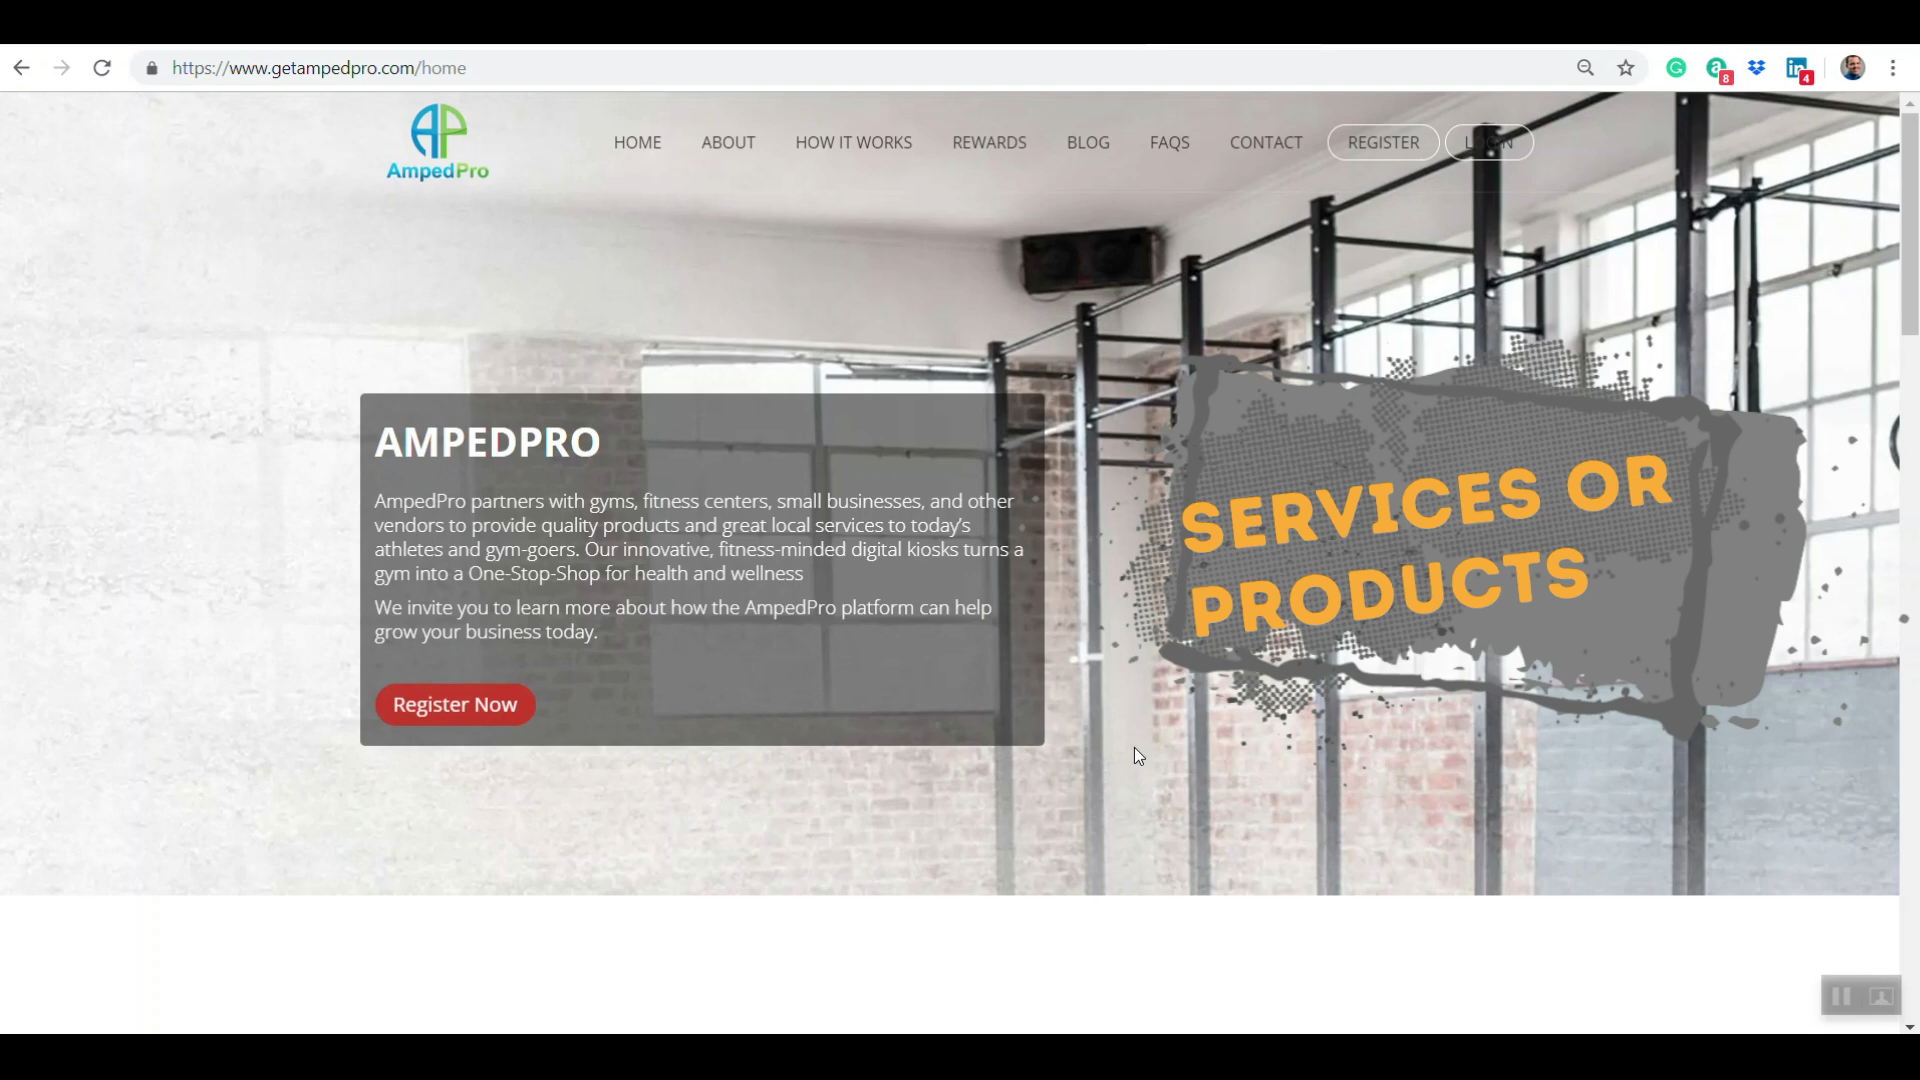 https://www.getampedpro.com/home
8
4
AP
AmpedPro
HOME ABOUT HOW IT WORKS REWARDS BLOG FAQS CONTACT REGISTER LOGIN
AMPEDPRO
AmpedPro partners with gyms, fitness centers, small businesses, and other
vendors to provide quality products and great local services to today's
athletes and gym-goers. Our innovative, fitness-minded digital kiosks turns a
gym into a One-Stop-Shop for health and wellness
We invite you to learn more about how the AmpedPro platform can help
grow your business today.
Register Now
SERVICES OR
PRODUCTS